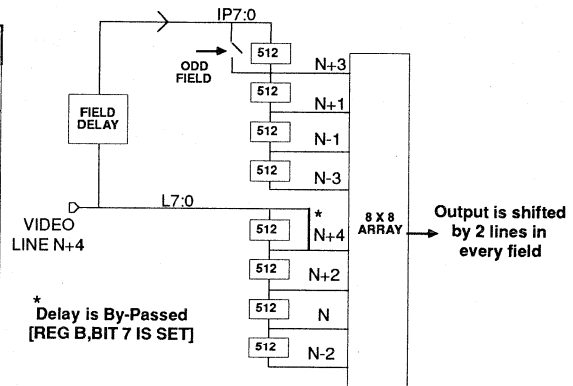 IP7:0
512
ODD
FIELD
N+3
512
N+1
FIELD
DELAY
512
N-1
512
N-3
L7:0
VIDEO
LINE N+4
512
*
N+4
8 X 8
ARRAY
Output is shifted
by 2 lines in
every field
512
N+2
*
Delay is By-Passed
[REG B,BIT 7 IS SET]
512
N
512
N-2